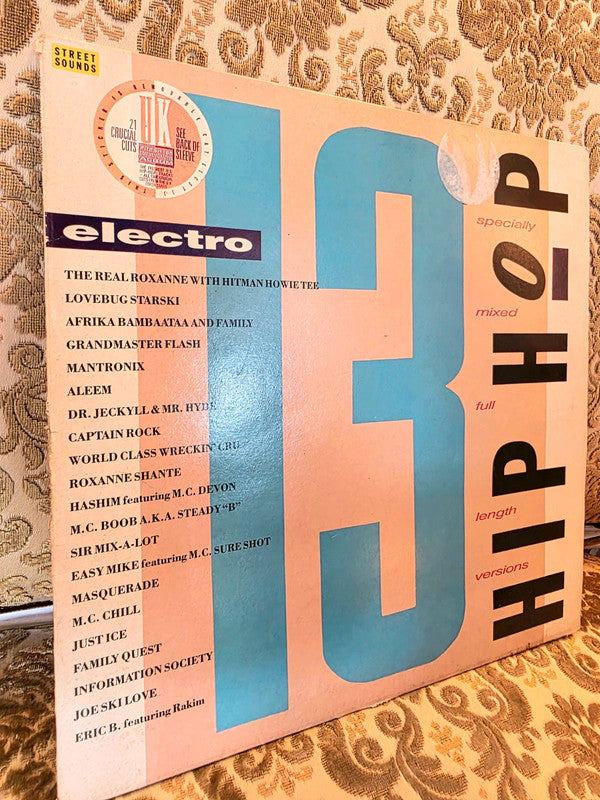 STREET
SOUNDS
21
CRUCIAL
CUTS
UK
SEE
BACK OF
SLEEVE
13
electro
THE REAL ROXANNE WITH HITMAN HOWIE TEE
LOVEBUG STARSKI
AFRIKA BAMBAATAA AND FAMILY
GRANDMASTER FLASH
MANTRONIX
ALEEM
DR. JECKYLL & MR. HYDE
CAPTAIN ROCK
WORLD CLASS WRECKIN' CRU
ROXANNE SHANTE
HASHIM featuring M.C. DEVON
M.C. BOOB A.K.A. STEADY "B"
SIR MIX-A-LOT
EASY MIKE featuring M.C. SURE SHOT
MASQUERADE
M.C. CHILL
JUST ICE
FAMILY QUEST
INFORMATION SOCIETY
JOE SKI LOVE
ERIC B. featuring Rakim
HIP HOP
specially
mixed
full
length
versions